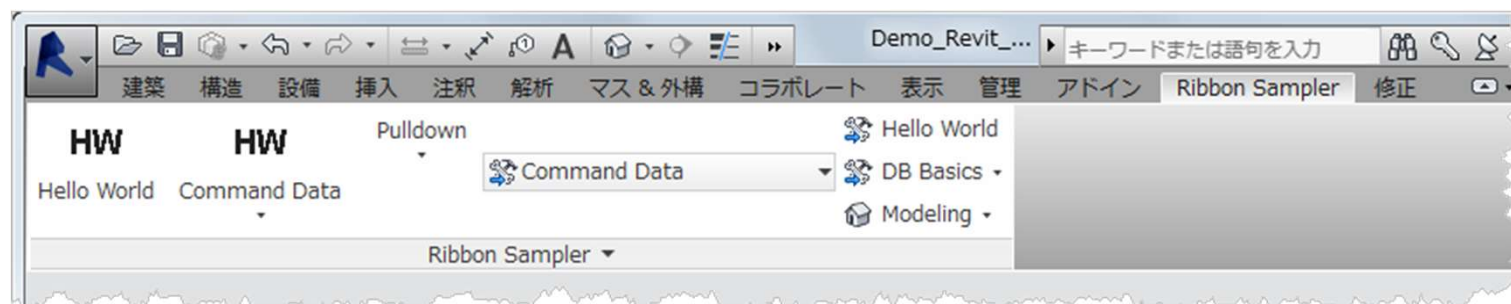 Demo_Revit_... キーワードまたは語句を入力
建築 構造 設備 挿入 注釈 解析 マス & 外構 コラボレート 表示 管理 アドイン Ribbon Sampler 修正
HW HW Pulldown Hello World
Command Data DB Basics
Hello World Command Data Modeling
Ribbon Sampler